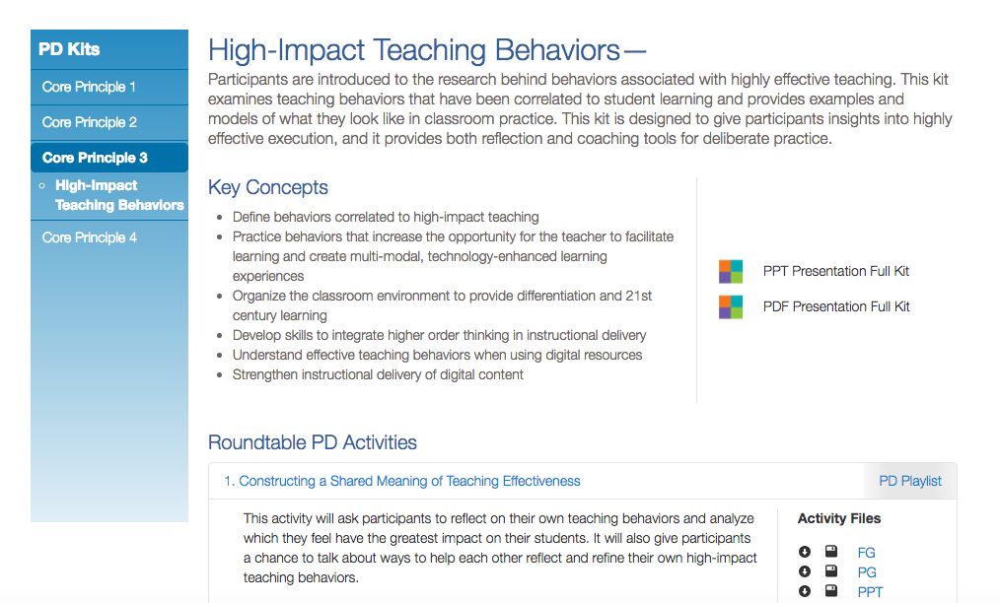 PD Kits
Core Principle 1
Core Principle 2
Core Principle 3
High-Impact
Teaching Behaviors
Core Principle 4
High-Impact Teaching Behaviors—
Participants are introduced to the research behind behaviors associated with highly effective teaching. This kit
examines teaching behaviors that have been correlated to student learning and provides examples and
models of what they look like in classroom practice. This kit is designed to give participants insights into highly
effective execution, and it provides both reflection and coaching tools for deliberate practice.
Key Concepts
Define behaviors correlated to high-impact teaching
Practice behaviors that increase the opportunity for the teacher to facilitate
learning and create multi-modal, technology-enhanced learning
experiences
Organize the classroom environment to provide differentiation and 21st
century learning
Develop skills to integrate higher order thinking in instructional delivery
Understand effective teaching behaviors when using digital resources
Strengthen instructional delivery of digital content
PPT Presentation Full Kit
PDF Presentation Full Kit
Roundtable PD Activities
1. Constructing a Shared Meaning of Teaching Effectiveness
PD Playlist
This activity will ask participants to reflect on their own teaching behaviors and analyze
which they feel have the greatest impact on their students. It will also give participants
a chance to talk about ways to help each other reflect and refine their own high-impact
teaching behaviors.
Activity Files
FG
PG
PPT